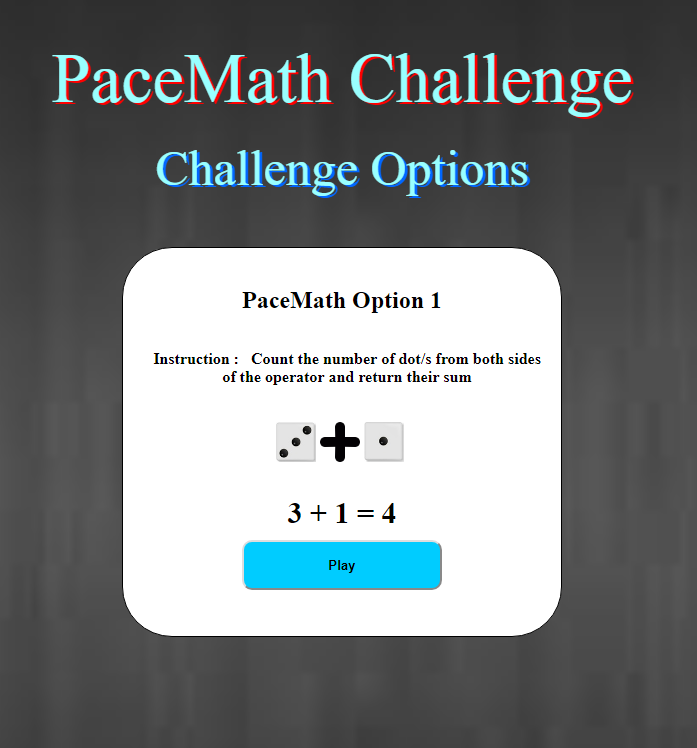 PaceMath Challenge
Challenge Options
PaceMath Option 1
Instruction : Count the number of dot/s from both sides
of the operator and return their sum
3 + 1 = 4
Play